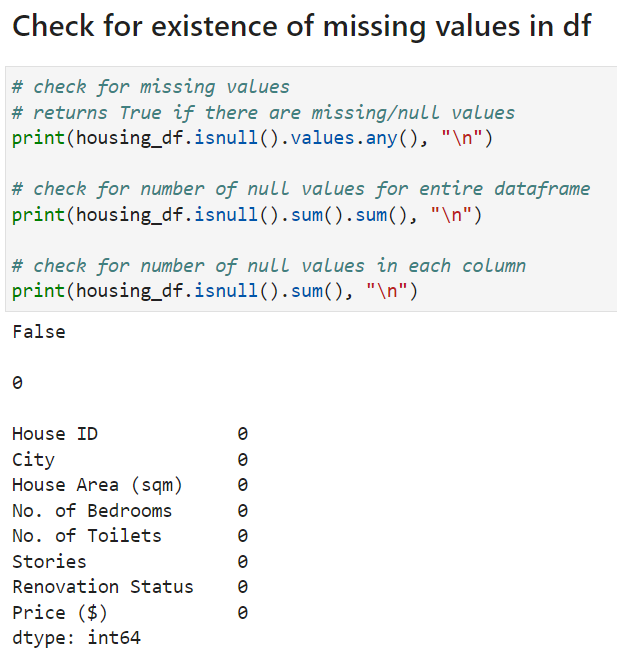 Check for existence of missing values in df
# check for missing values
# returns True if there are missing/null values
print(housing_df.isnull().values.any(), "\n")
# check for number of null values for entire dataframe
print(housing_df.isnull().sum().sum(), "\n")
# check for number of null values in each column
print(housing_df.isnull().sum(), "\n")
False
0
House ID 0
City 0
House Area (sqm) 0
No. of Bedrooms 0
No. of Toilets 0
Stories 0
Renovation Status 0
Price ($) 0
dtype: int64